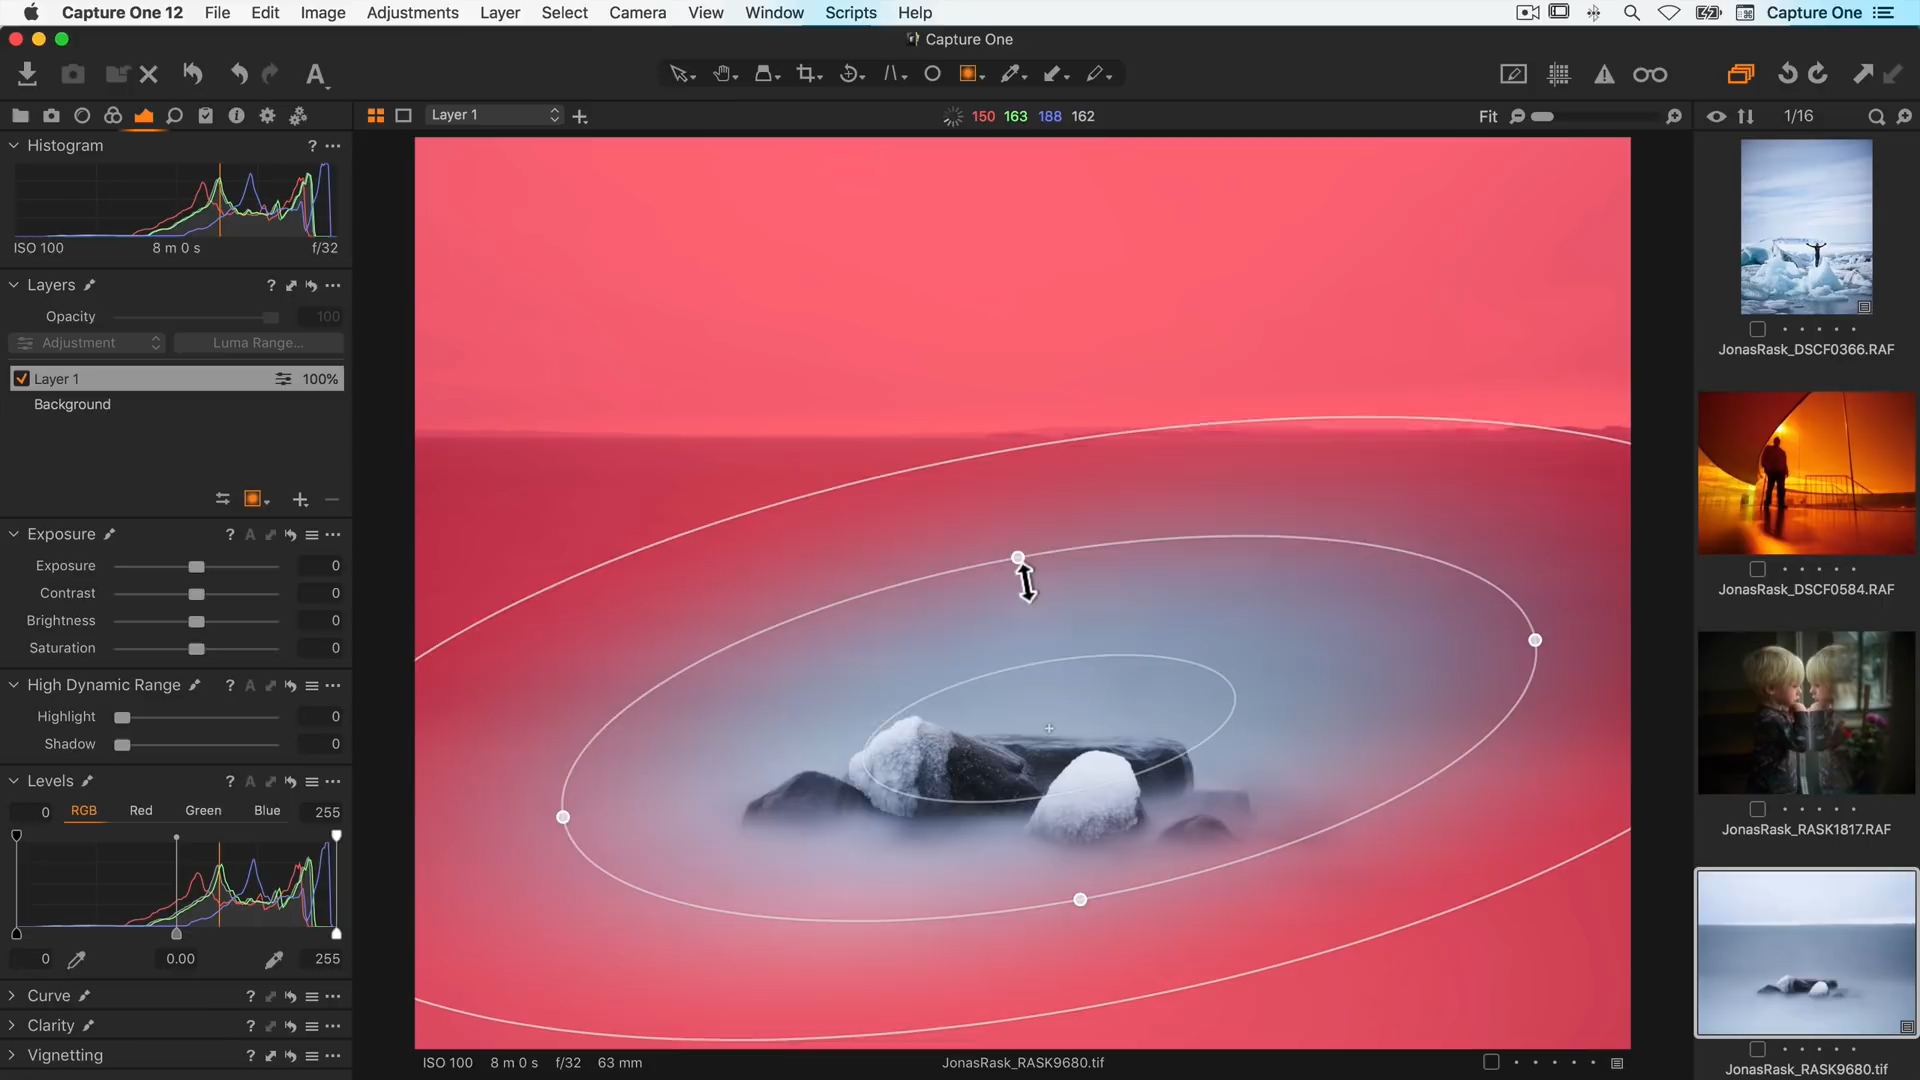 Capture One 12 File Edit Image Adjustments Layer Select Camera View Window Scripts Help Capture One
Capture One
Layer 1
150 163 188 162
Fit
1/16
Histogram ?
ISO 100 8 m 0 s f/32
Layers ?
Opacity 100
Adjustment Luma Range...
Layer 1 100%
Background
Exposure ? A
Exposure 0
Contrast 0
Brightness 0
Saturation 0
High Dynamic Range ? A
Highlight 0
Shadow 0
Levels ? A
0 RGB Red Green Blue 255
0 0.00 255
Curve ?
Clarity ?
Vignetting ?
ISO 100 8 m 0 s f/32 63 mm JonasRask_RASK9680.tif
JonasRask_DSCF0366.RAF
JonasRask_DSCF0584.RAF
JonasRask_RASK1817.RAF
JonasRask_RASK9680.tif